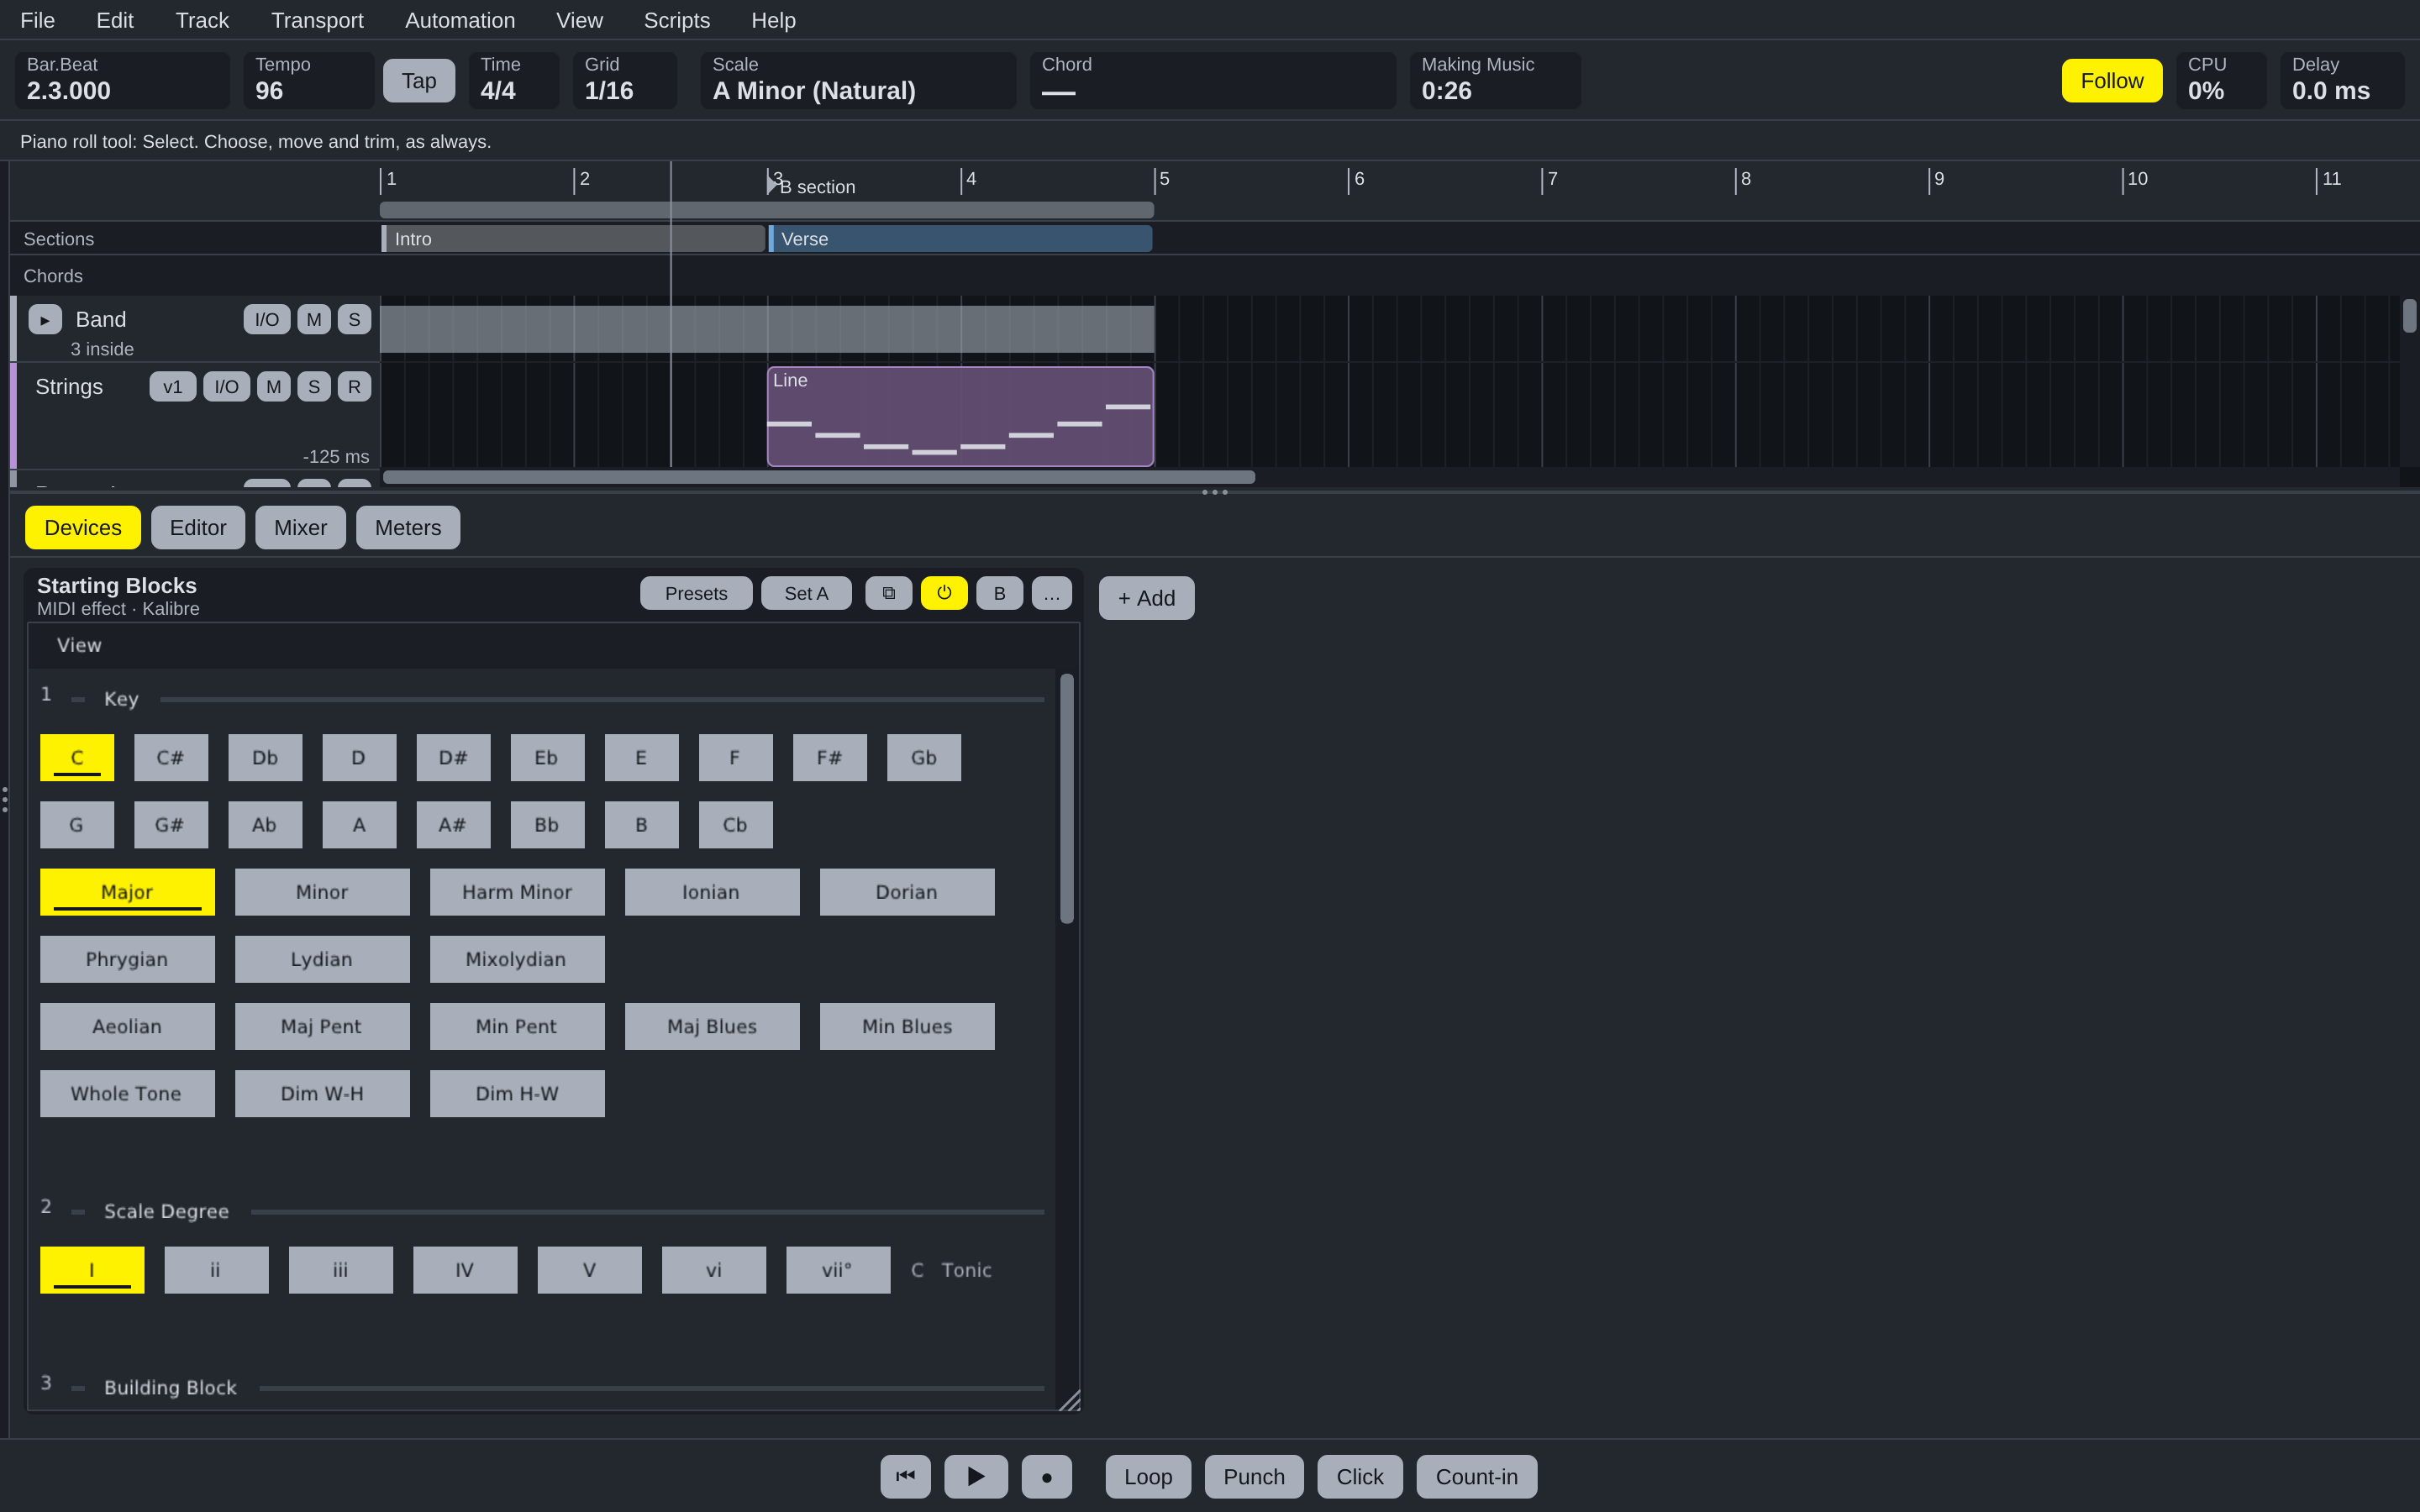 File Edit Track Transport Automation View Scripts Help
Bar.Beat Tempo Time Grid Scale Chord Making Music CPU Delay
2.3.000 96 Tap 4/4 1/16 A Minor (Natural) — 0:26 Follow 0% 0.0 ms
Piano roll tool: Select. Choose, move and trim, as always.
1 2 3 4 5 6 7 8 9 10 11
B section
Sections Intro Verse
Chords
Band I/O M S
3 inside
Strings v1 I/O M S R
Line
-125 ms
Devices Editor Mixer Meters
Starting Blocks Presets Set A B ...
MIDI effect · Kalibre
+ Add
View
1 Key
C C# Db D D# Eb E F F# Gb
G G# Ab A A# Bb B Cb
Major Minor Harm Minor Ionian Dorian
Phrygian Lydian Mixolydian
Aeolian Maj Pent Min Pent Maj Blues Min Blues
Whole Tone Dim W-H Dim H-W
2 Scale Degree
I ii iii IV V vi vii° C Tonic
3 Building Block
Loop Punch Click Count-in